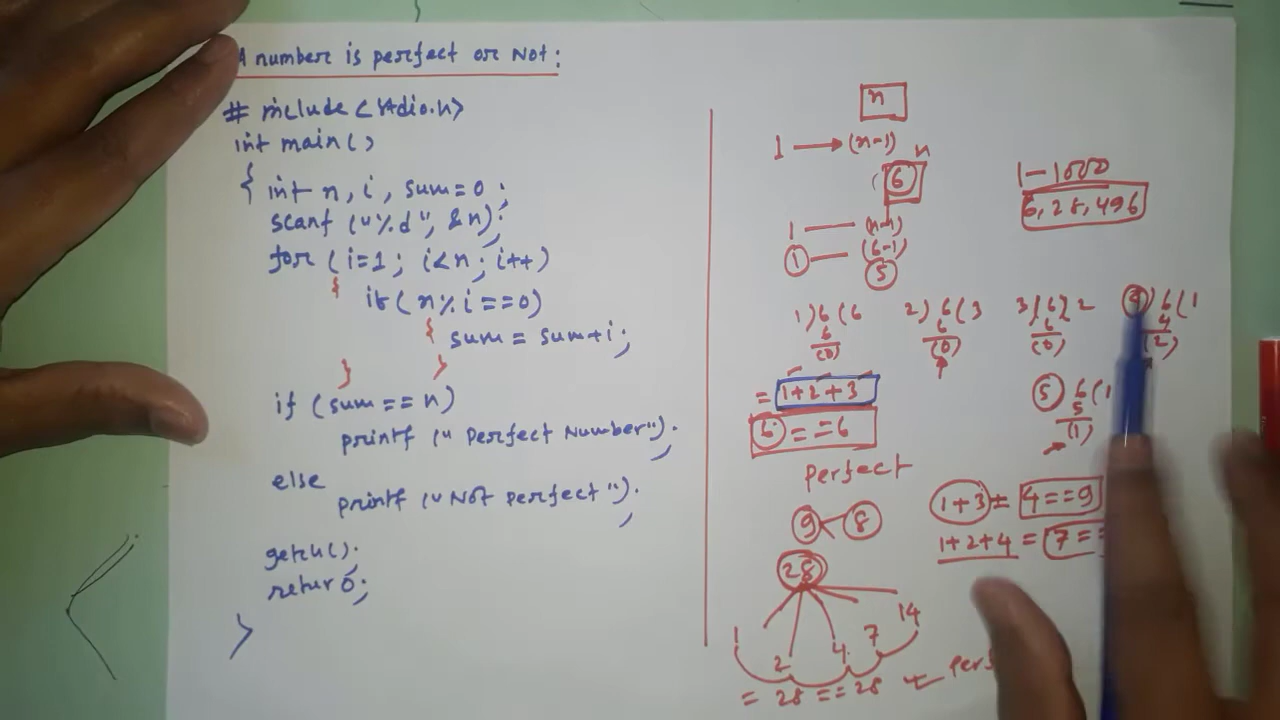 A number is perfect or Not:
# include <stdio.h>
int main()
{ int n, i, sum=0;
scanf ("%d", &n);
for (i=1; i<n; i++)
{ if (n%i==0)
{ sum = sum+i;
} }
if (sum == n)
printf (" Perfect Number");
else
printf ("Not perfect");
getch();
retur 0;
}
n
1 → (n-1)
n
6
1 — (n-1)
1 — (6-1)
5
1) 6 (6
6
(0)
2) 6 (3
6
(0)
3) 6 (2
6
(0)
4) 6 (1
4
(2)
5 6 (1
5
(1)
= 1+2+3
6 = =6
Perfect
1 - 1000
6, 28, 496
9 < 8
1+3 = 4==9
1+2+4 = 7=
28
1 2 4 7 14
= 28 == 28 ←